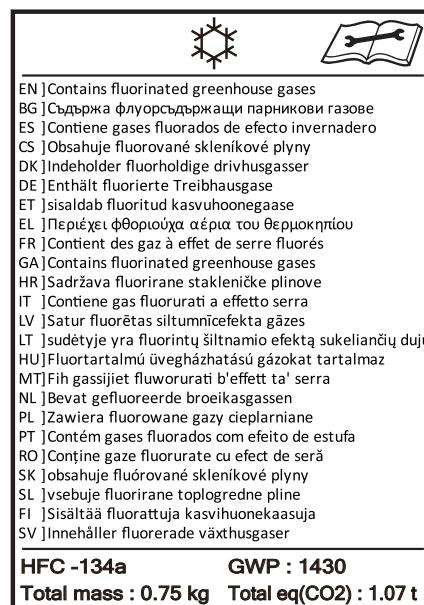 EN ]Contains fluorinated greenhouse gases
BG ]Съдържа флуорсъдържащи парникови газове
ES ]Contiene gases fluorados de efecto invernadero
CS ]Obsahuje fluorované skleníkové plyny
DK ]Indeholder fluorholdige drivhusgasser
DE ]Enthält fluorierte Treibhausgase
ET ]sisaldab fluoritud kasvuhoonegaase
EL ]Περιέχει φθοριούχα αέρια του θερμοκηπίου
FR ]Contient des gaz à effet de serre fluorés
GA ]Contains fluorinated greenhouse gases
HR ]Sadržava fluorirane stakleničke plinove
IT ]Contiene gas fluorurati a effetto serra
LV ]Satur fluorētas siltumnīcefekta gāzes
LT ]sudėtyje yra fluorintų šiltnamio efektą sukeliančių dujų
HU]Fluortartalmú üvegházhatású gázokat tartalmaz
MT]Fih gassijiet fluworurati b'effett ta' serra
NL ]Bevat gefluoreerde broeikasgassen
PL ]Zawiera fluorowane gazy cieplarniane
PT ]Contém gases fluorados com efeito de estufa
RO ]Conține gaze fluorurate cu efect de seră
SK ]obsahuje fluórované skleníkové plyny
SL ]vsebuje fluorirane toplogredne pline
FI ]Sisältää fluorattuja kasvihuonekaasuja
SV ]Innehåller fluorerade växthusgaser
HFC -134a GWP : 1430
Total mass : 0.75 kg Total eq(CO2) : 1.07 t